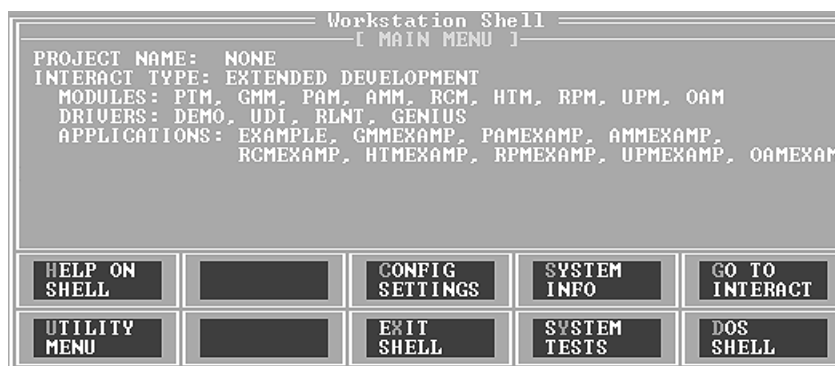 Workstation Shell
[ MAIN MENU ]
PROJECT NAME: NONE
INTERACT TYPE: EXTENDED DEVELOPMENT
MODULES: PTM, GMM, PAM, AMM, RCM, HTM, RPM, UPM, OAM
DRIVERS: DEMO, UDI, RLNT, GENIUS
APPLICATIONS: EXAMPLE, GMMEXAMP, PAMEXAMP, AMMEXAMP,
RCMEXAMP, HTMEXAMP, RPMEXAMP, UPMEXAMP, OAMEXAM
HELP ON
SHELL
CONFIG
SETTINGS
SYSTEM
INFO
GO TO
INTERACT
UTILITY
MENU
EXIT
SHELL
SYSTEM
TESTS
DOS
SHELL